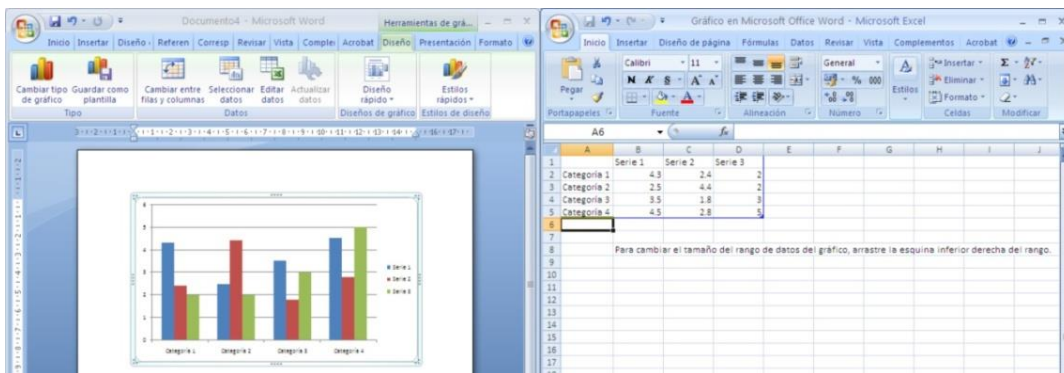 Documento4 - Microsoft Word
Herramientas de grá...
Inicio Insertar Diseño Referen Corresp Revisar Vista Comple Acrobat Diseño Presentación Formato
Cambiar tipo de gráfico
Guardar como plantilla
Cambiar entre filas y columnas
Seleccionar datos
Editar datos
Actualizar datos
Diseño rápido
Estilos rápidos
Tipo
Datos
Diseños de gráfico
Estilos de diseño
6
5
4
3
2
1
0
Categoría 1 Categoría 2 Categoría 3 Categoría 4
Serie 1
Serie 2
Serie 3
Gráfico en Microsoft Office Word - Microsoft Excel
Inicio Insertar Diseño de página Fórmulas Datos Revisar Vista Complementos Acrobat
Pegar
Calibri 11
N K S A A
General
% 000
Estilos
Insertar
Eliminar
Formato
Portapapeles Fuente Alineación Número Celdas Modificar
A6 fx
A B C D E F G H I J
1 Serie 1 Serie 2 Serie 3
2 Categoría 1 4.3 2.4 2
3 Categoría 2 2.5 4.4 2
4 Categoría 3 3.5 1.8 3
5 Categoría 4 4.5 2.8 5
6
7
8 Para cambiar el tamaño del rango de datos del gráfico, arrastre la esquina inferior derecha del rango.
9
10
11
12
13
14
15
16
17